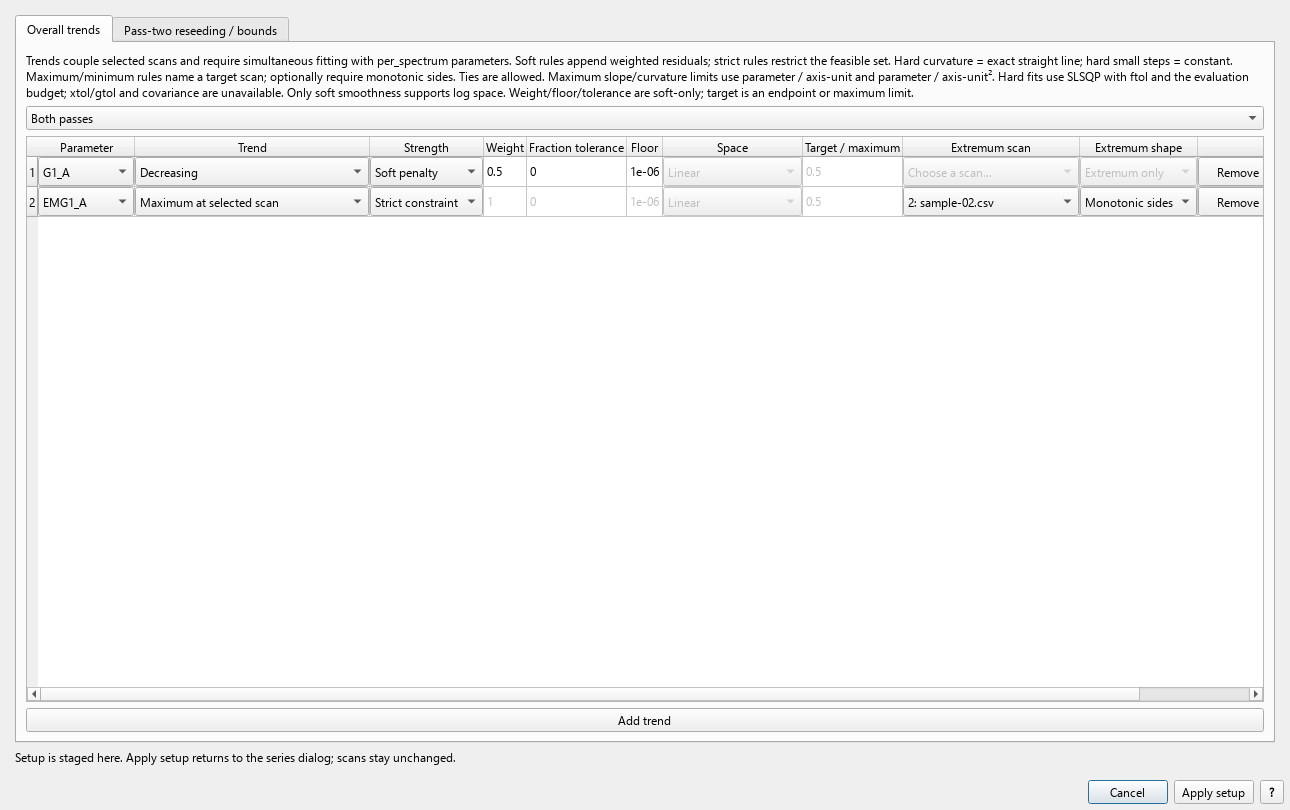 Overall trends
Pass-two reseeding / bounds
Trends couple selected scans and require simultaneous fitting with per_spectrum parameters. Soft rules append weighted residuals; strict rules restrict the feasible set. Hard curvature = exact straight line; hard small steps = constant.
Maximum/minimum rules name a target scan; optionally require monotonic sides. Ties are allowed. Maximum slope/curvature limits use parameter / axis-unit and parameter / axis-unit². Hard fits use SLSQP with ftol and the evaluation
budget; xtol/gtol and covariance are unavailable. Only soft smoothness supports log space. Weight/floor/tolerance are soft-only; target is an endpoint or maximum limit.
Both passes
Parameter Trend Strength Weight Fraction tolerance Floor Space Target / maximum Extremum scan Extremum shape
1 G1_A Decreasing Soft penalty 0.5 0 1e-06 Linear 0.5 Choose a scan... Extremum only Remove
2 EMG1_A Maximum at selected scan Strict constraint 1 0 1e-06 Linear 0.5 2: sample-02.csv Monotonic sides Remove
Add trend
Setup is staged here. Apply setup returns to the series dialog; scans stay unchanged.
Cancel Apply setup ?